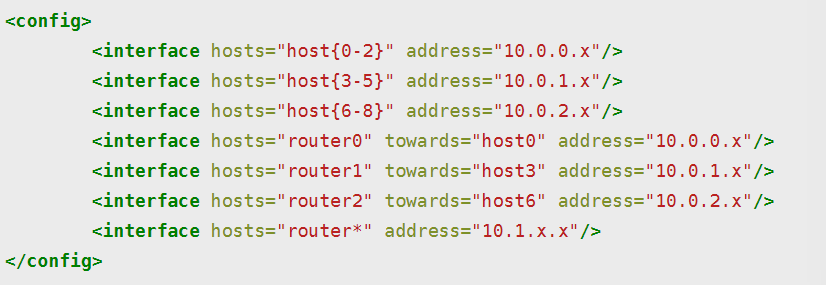 <config>
        <interface hosts="host{0-2}" address="10.0.0.x"/>
        <interface hosts="host{3-5}" address="10.0.1.x"/>
        <interface hosts="host{6-8}" address="10.0.2.x"/>
        <interface hosts="router0" towards="host0" address="10.0.0.x"/>
        <interface hosts="router1" towards="host3" address="10.0.1.x"/>
        <interface hosts="router2" towards="host6" address="10.0.2.x"/>
        <interface hosts="router*" address="10.1.x.x"/>
</config>